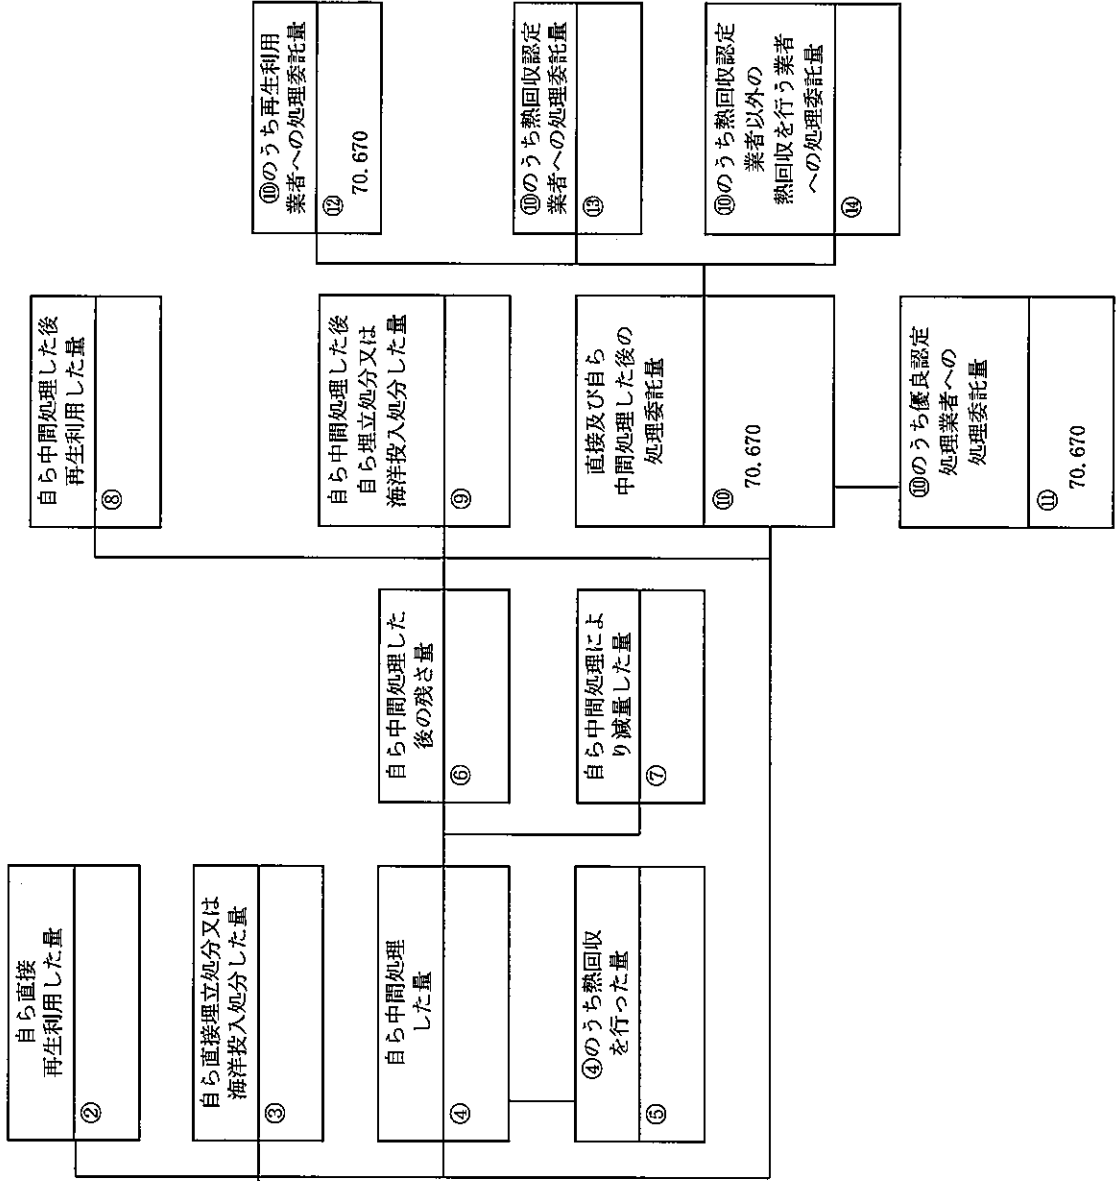 自ら直接
再生利用した量
②
自ら直接埋立処分又は
海洋投入処分した量
③
自ら中間処理
した量
④
④のうち熱回収
を行った量
⑤
自ら中間処理した
後の残さ量
⑥
自ら中間処理によ
り減量した量
⑦
自ら中間処理した後
再生利用した量
⑧
自ら中間処理した後
自ら埋立処分又は
海洋投入処分した量
⑨
直接及び自ら
中間処理した後の
処理委託量
⑩
70.670
⑩のうち優良認定
処理業者への
処理委託量
⑪
70.670
⑩のうち再生利用
業者への処理委託量
⑫
70.670
⑩のうち熱回収認定
業者への処理委託量
⑬
⑩のうち熱回収認定
業者以外の
熱回収を行う業者
への処理委託量
⑭